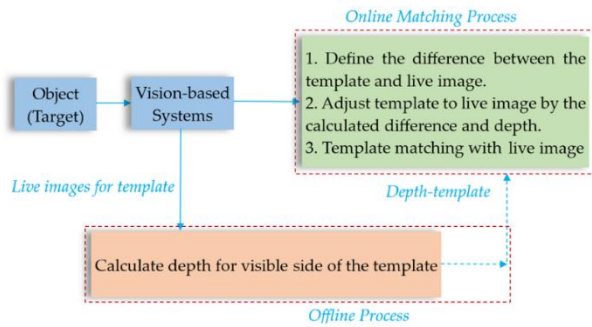 Online Matching Process
1. Define the difference between the
template and live image.
2. Adjust template to live image by the
calculated difference and depth.
3. Template matching with live image
Object
(Target)
Vision-based
Systems
Live images for template
Depth-template
Calculate depth for visible side of the template
Offline Process